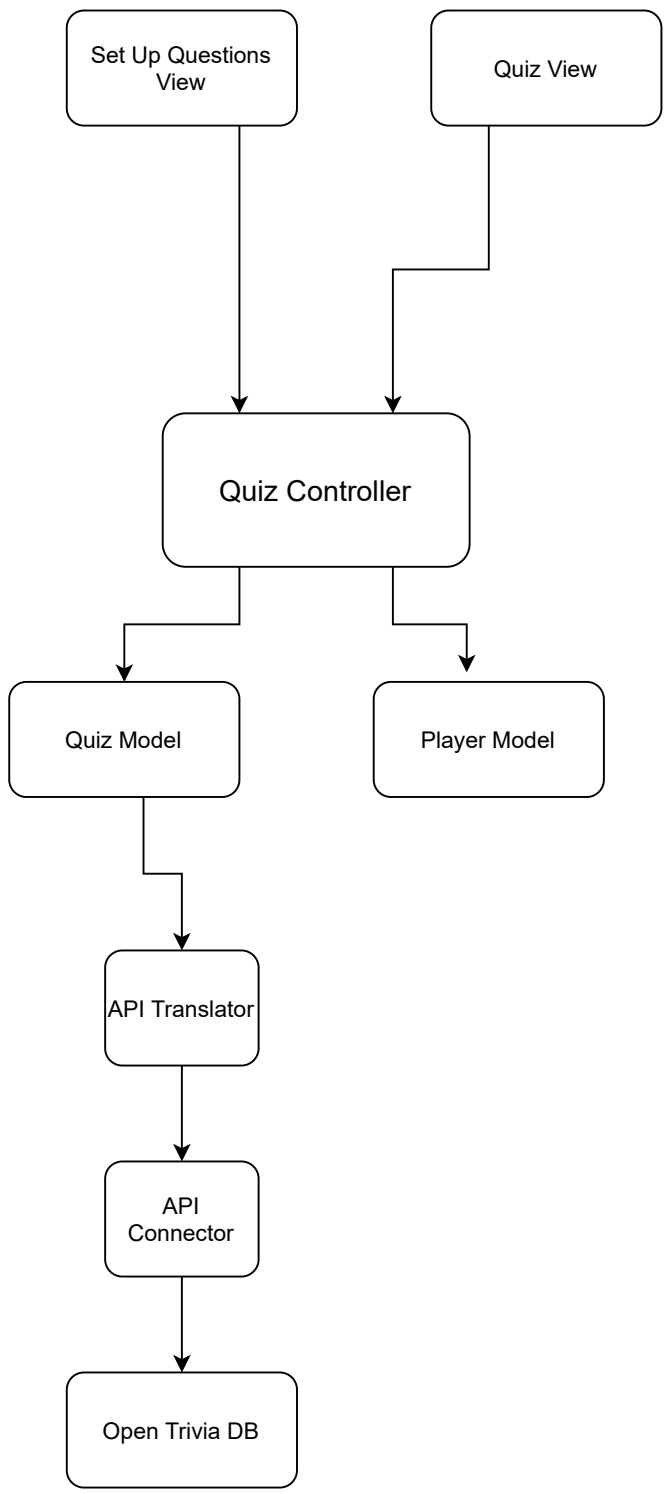 Set Up Questions
View
Quiz View
Quiz Controller
Quiz Model
Player Model
API Translator
API
Connector
Open Trivia DB